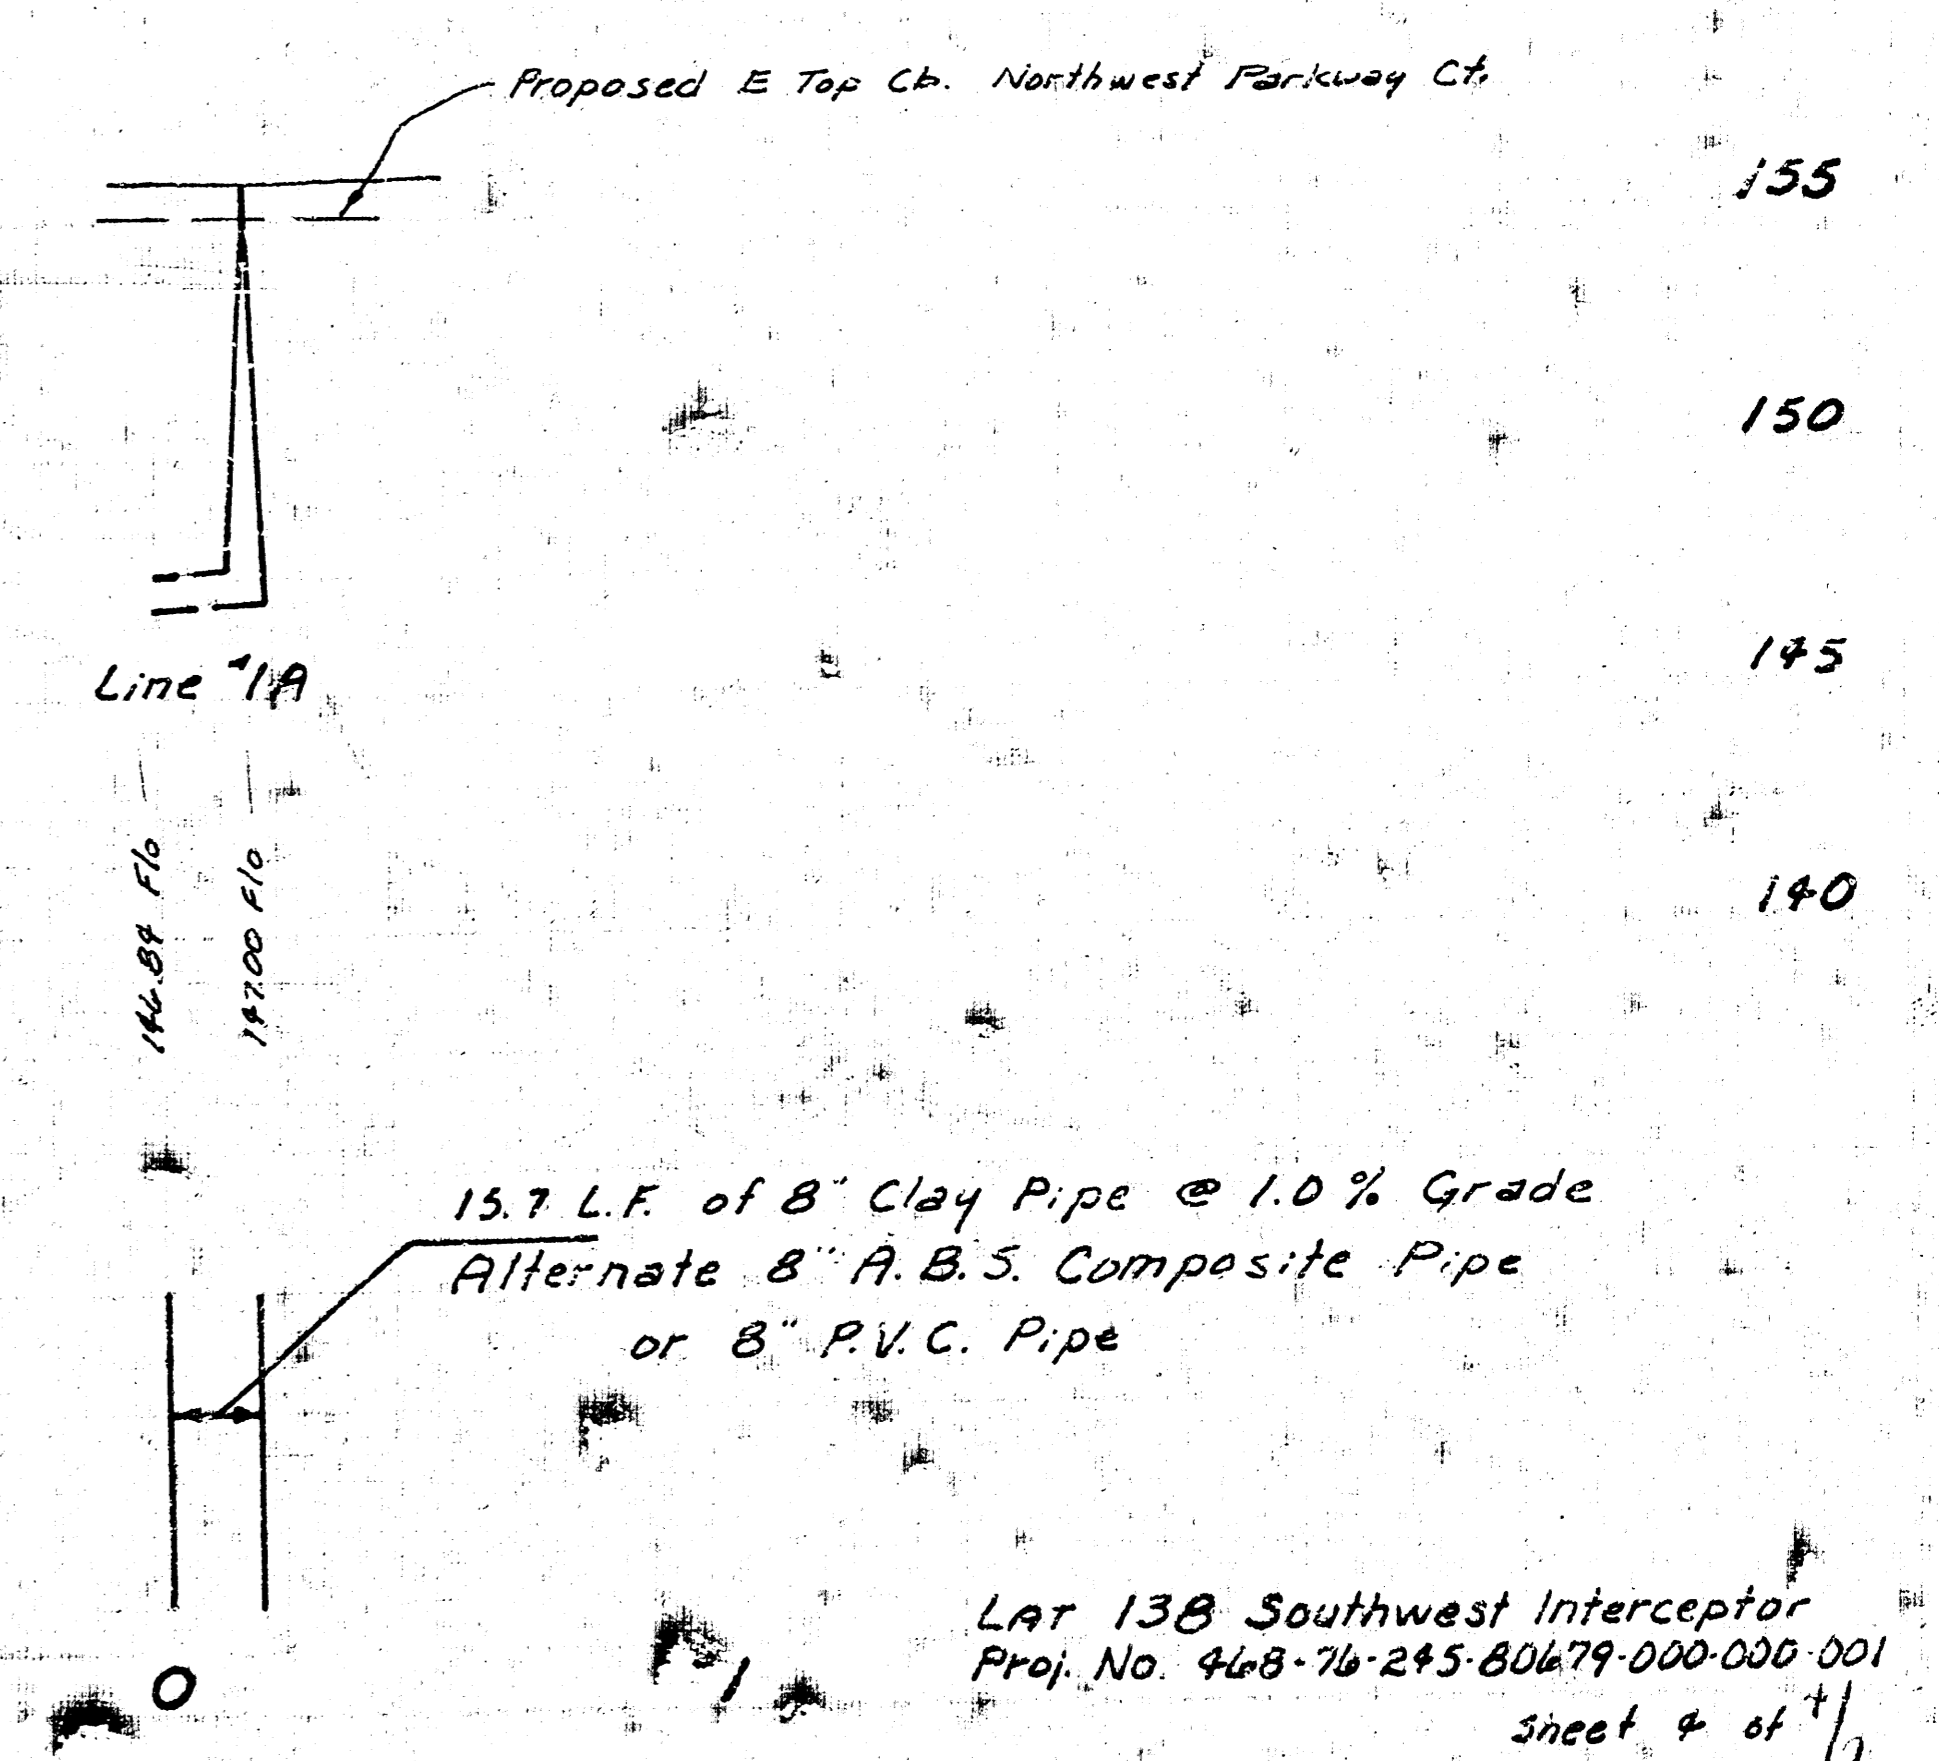 Proposed E Top Cb. Northwest Parkway Ct.
155
150
145
Line #1A
140
146.84 Flo
147.00 Flo
15.7 L.F. of 8" Clay Pipe @ 1.0% Grade
Alternate 8" A.B.S. Composite Pipe
or 8" P.V.C. Pipe
LAT 138 Southwest Interceptor
Proj. No. 468-76-245-80679-000-000-001
0
1
sheet 4 of